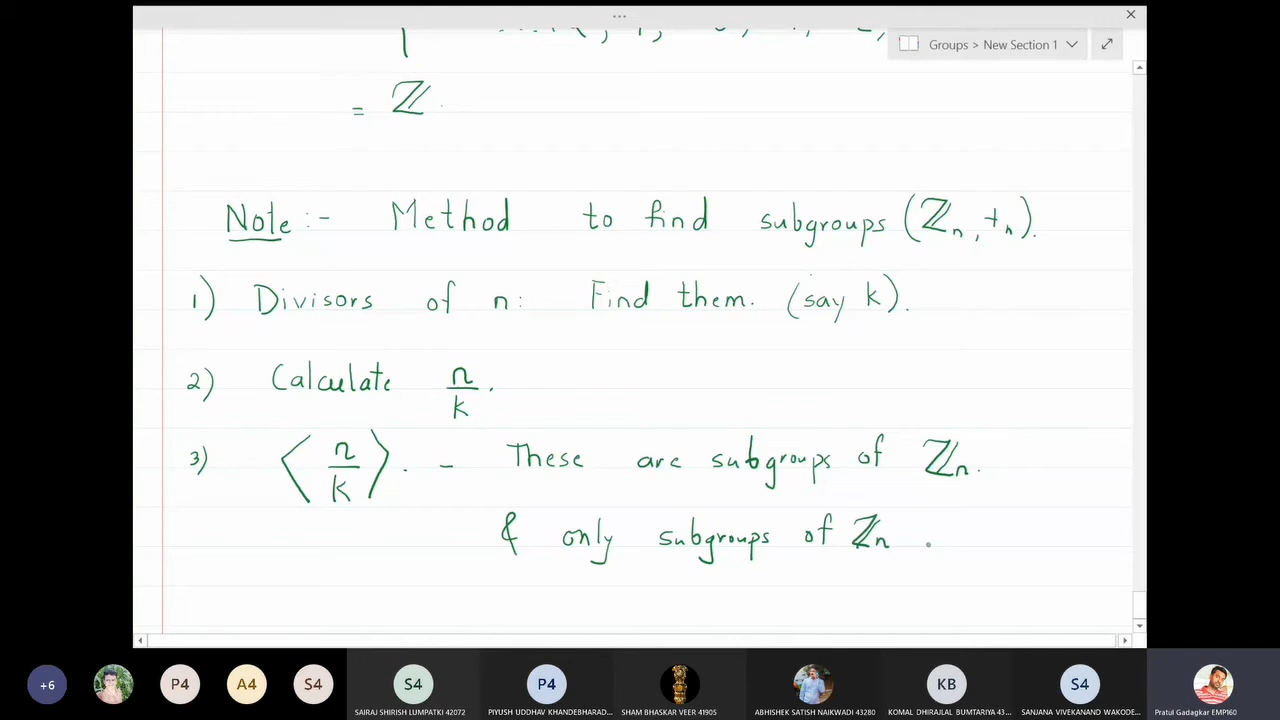 Groups > New Section 1
= ℤ.
Note :- Method to find subgroups (ℤn, +n).
1) Divisors of n: Find them. (say k).
2) Calculate n/k.
3) ⟨n/k⟩. - These are subgroups of ℤn.
& only subgroups of ℤn.
+6 P4 A4 S4 S4 P4 KB S4
SAIRAJ SHIRISH LUMPATKI 42072 PIYUSH UDDHAV KHANDEBHARAD... SHAM BHASKAR VEER 41905 ABHISHEK SATISH NAIKWADI 43280 KOMAL DHIRAJLAL BUMTARIYA 43... SANJANA VIVEKANAND WAKODE... Pratul Gadagkar EMP160